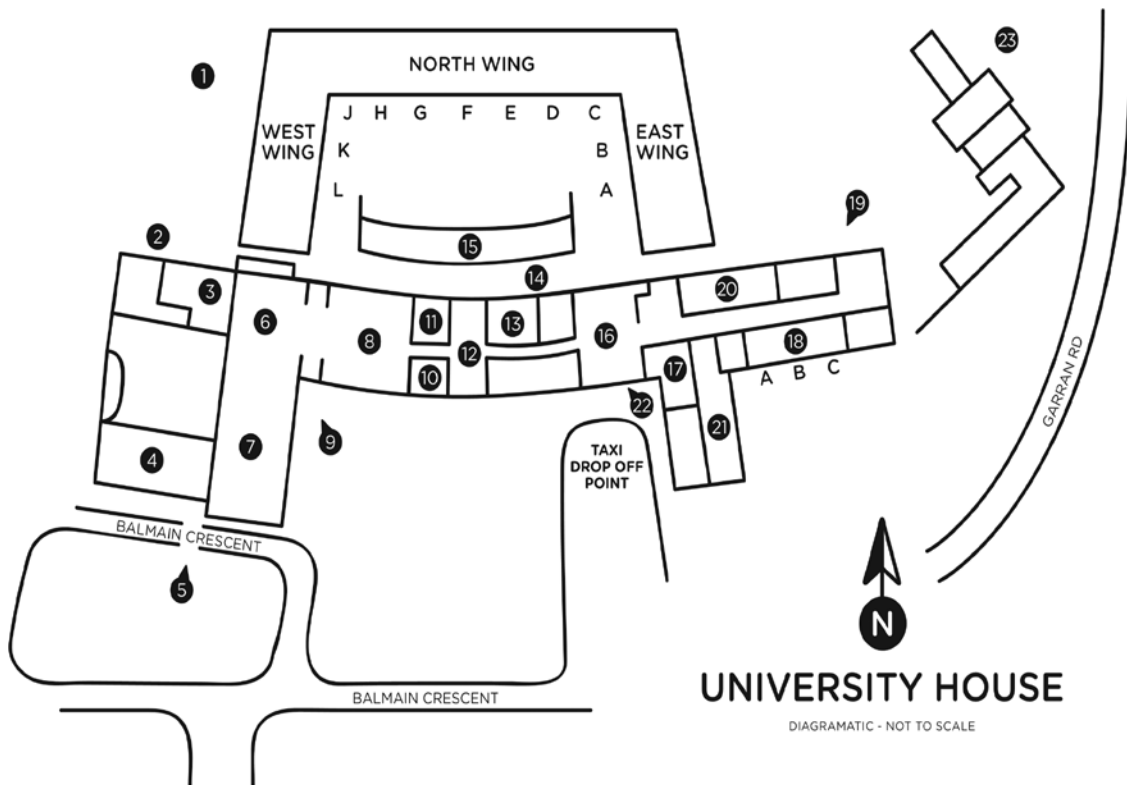 23
NORTH WING
1
J H G F E D C
WEST
WING
EAST
WING
K
B
L
A
19
2
15
14
3
20
6
11
13
8
16
12
18
17
10
A B C
22
9
21
4
7
TAXI
DROP OFF
POINT
GARRAN RD
BALMAIN CRESCENT
5
N
UNIVERSITY HOUSE
BALMAIN CRESCENT
DIAGRAMATIC - NOT TO SCALE